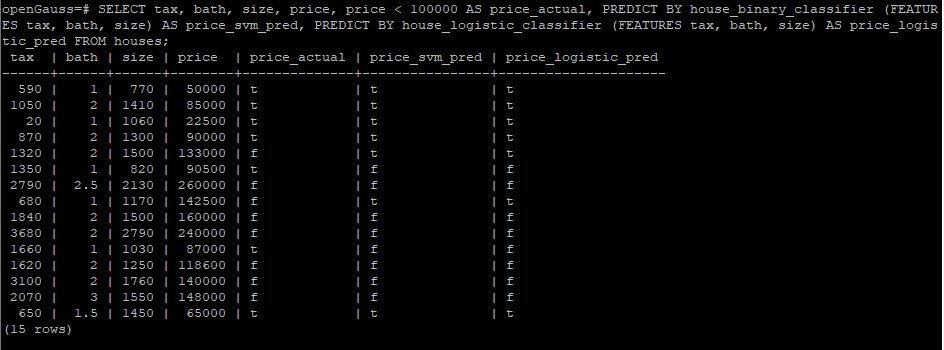 openGauss=# SELECT tax, bath, size, price, price < 100000 AS price_actual, PREDICT BY house_binary_classifier (FEATUR
ES tax, bath, size) AS price_svm_pred, PREDICT BY house_logistic_classifier (FEATURES tax, bath, size) AS price_logis
tic_pred FROM houses;
 tax  | bath | size | price  | price_actual | price_svm_pred | price_logistic_pred
------+------+------+--------+--------------+----------------+---------------------
  590 |    1 |  770 |  50000 | t            | t              | t
 1050 |    2 | 1410 |  85000 | t            | t              | t
   20 |    1 | 1060 |  22500 | t            | t              | t
  870 |    2 | 1300 |  90000 | t            | t              | t
 1320 |    2 | 1500 | 133000 | f            | t              | t
 1350 |    1 |  820 |  90500 | t            | f              | f
 2790 |  2.5 | 2130 | 260000 | f            | f              | f
  680 |    1 | 1170 | 142500 | f            | t              | t
 1840 |    2 | 1500 | 160000 | f            | f              | f
 3680 |    2 | 2790 | 240000 | f            | f              | f
 1660 |    1 | 1030 |  87000 | t            | f              | f
 1620 |    2 | 1250 | 118600 | f            | f              | f
 3100 |    2 | 1760 | 140000 | f            | f              | f
 2070 |    3 | 1550 | 148000 | f            | f              | f
  650 |  1.5 | 1450 |  65000 | t            | t              | t
(15 rows)